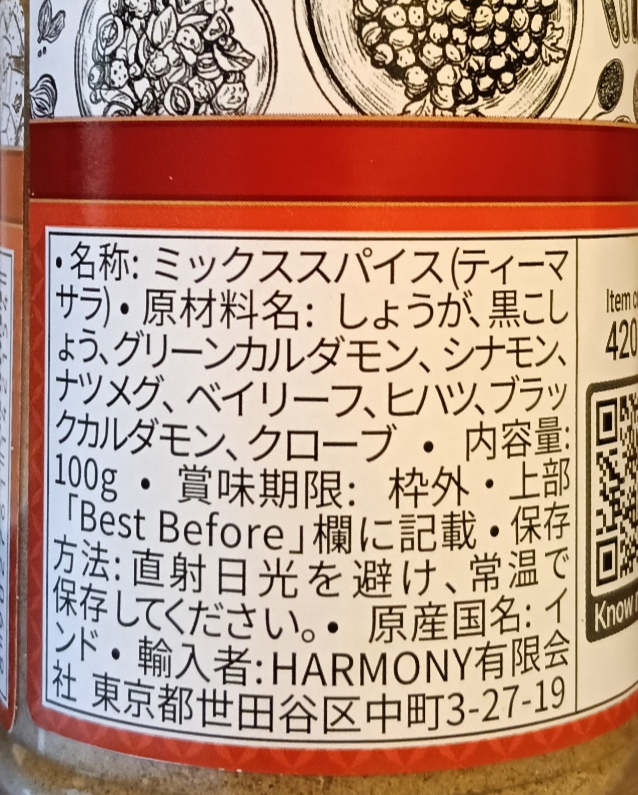 ・名称: ミックススパイス(ティーマ
サラ)・原材料名: しょうが、黒こし
ょう、グリーンカルダモン、シナモン、
ナツメグ、ベイリーフ、ヒハツ、ブラッ
クカルダモン、クローブ ・ 内容量:
100g ・ 賞味期限: 枠外・上部
「Best Before」欄に記載・保存
方法: 直射日光を避け、常温で
保存してください。・ 原産国名: イ
ンド・輸入者: HARMONY有限会
社 東京都世田谷区中町3-27-19
Item
420
Know